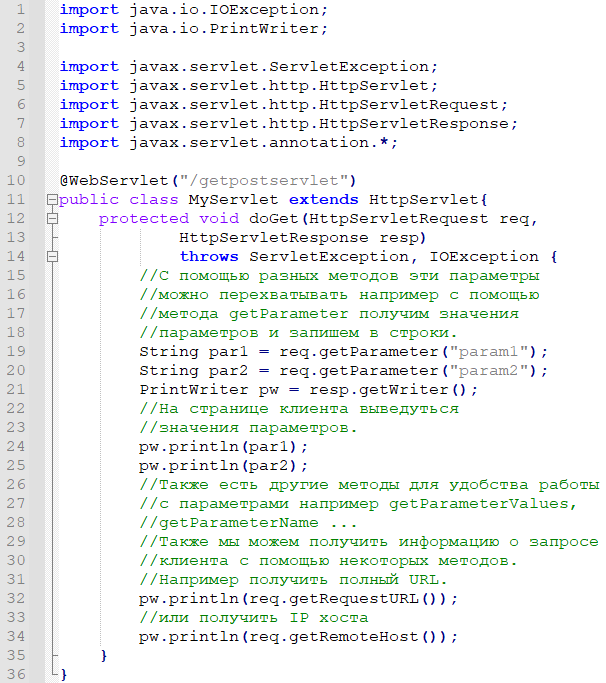 1 import java.io.IOException;
2 import java.io.PrintWriter;
3
4 import javax.servlet.ServletException;
5 import javax.servlet.http.HttpServlet;
6 import javax.servlet.http.HttpServletRequest;
7 import javax.servlet.http.HttpServletResponse;
8 import javax.servlet.annotation.*;
9
10 @WebServlet("/getpostservlet")
11 public class MyServlet extends HttpServlet{
12     protected void doGet(HttpServletRequest req,
13             HttpServletResponse resp)
14             throws ServletException, IOException {
15         //С помощью разных методов эти параметры
16         //можно перехватывать например с помощью
17         //метода getParameter получим значения
18         //параметров и запишем в строки.
19         String par1 = req.getParameter("param1");
20         String par2 = req.getParameter("param2");
21         PrintWriter pw = resp.getWriter();
22         //На странице клиента выведуться
23         //значения параметров.
24         pw.println(par1);
25         pw.println(par2);
26         //Также есть другие методы для удобства работы
27         //с параметрами например getParameterValues,
28         //getParameterName ...
29         //Также мы можем получить информацию о запросе
30         //клиента с помощью некоторых методов.
31         //Например получить полный URL.
32         pw.println(req.getRequestURL());
33         //или получить IP хоста
34         pw.println(req.getRemoteHost());
35     }
36 }